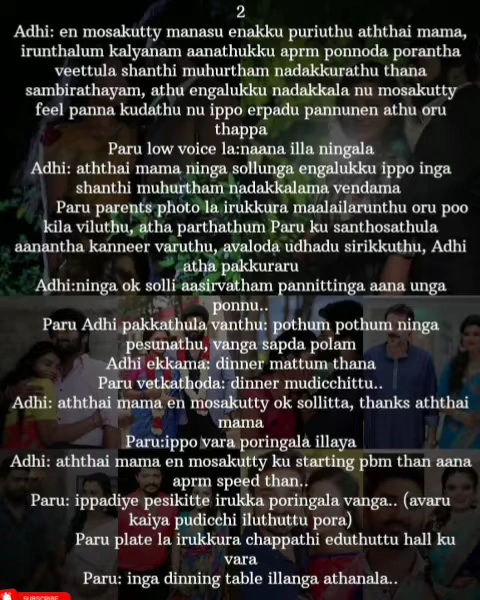 2
Adhi: en mosakutty manasu enakku puriuthu aththai mama,
irunthalum kalyanam aanathukku aprm ponnoda porantha
veettula shanthi muhurtham nadakkurathu thana
sambirathayam, athu engalukku nadakkala nu mosakutty
feel panna kudathu nu ippo erpadu pannunen athu oru
thappa
Paru low voice la:naana illa ningala
Adhi: aththai mama ninga sollunga engalukku ippo inga
shanthi muhurtham nadakkalama vendama
Paru parents photo la irukkura maalailarunthu oru poo
kila viluthu, atha parthathum Paru ku santhosathula
aanantha kanneer varuthu, avaloda udhadu sirikkuthu, Adhi
atha pakkuraru
Adhi:ninga ok solli aasirvatham pannittinga aana unga
ponnu..
Paru Adhi pakkathula vanthu: pothum pothum ninga
pesunathu, vanga sapda polam
Adhi ekkama: dinner mattum thana
Paru vetkathoda: dinner mudicchittu..
Adhi: aththai mama en mosakutty ok sollitta, thanks aththai
mama
Paru:ippo vara poringala illaya
Adhi: aththai mama en mosakutty ku starting pbm than aana
aprm speed than..
Paru: ippadiye pesikitte irukka poringala vanga.. (avaru
kaiya pudicchi iluthuttu pora)
Paru plate la irukkura chappathi eduthuttu hall ku
vara
Paru: inga dinning table illanga athanala..
SUBSCRIBE